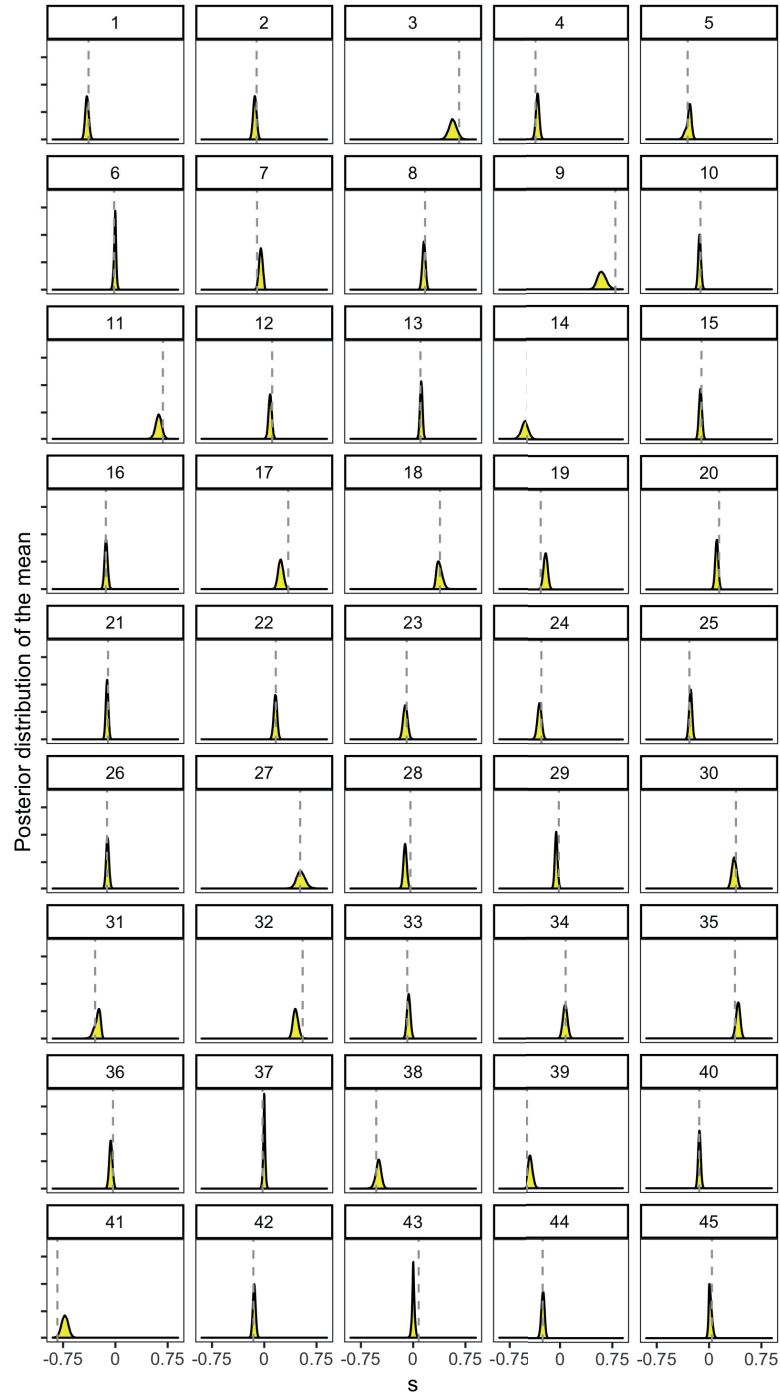 1 2 3 4 5
6 7 8 9 10
11 12 13 14 15
16 17 18 19 20
21 22 23 24 25
26 27 28 29 30
31 32 33 34 35
36 37 38 39 40
41 42 43 44 45
Posterior distribution of the mean
-0.75 0 0.75 -0.75 0 0.75 -0.75 0 0.75 -0.75 0 0.75 -0.75 0 0.75
s